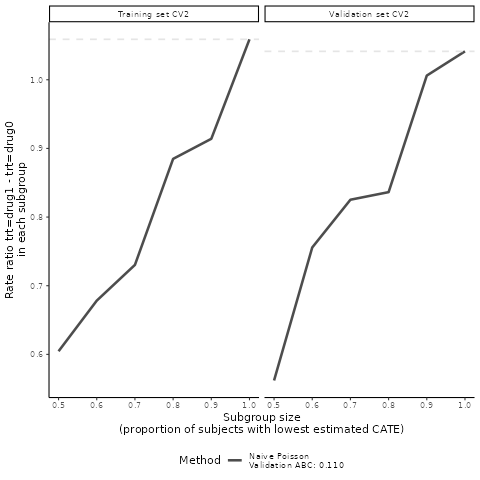 Training set CV2
Validation set CV2
Rate ratio trt=drug1 - trt=drug0
in each subgroup
1.0
0.9
0.8
0.7
0.6
0.5 0.6 0.7 0.8 0.9 1.0
0.5 0.6 0.7 0.8 0.9 1.0
Subgroup size
(proportion of subjects with lowest estimated CATE)
Method
Naive Poisson
Validation ABC: 0.110